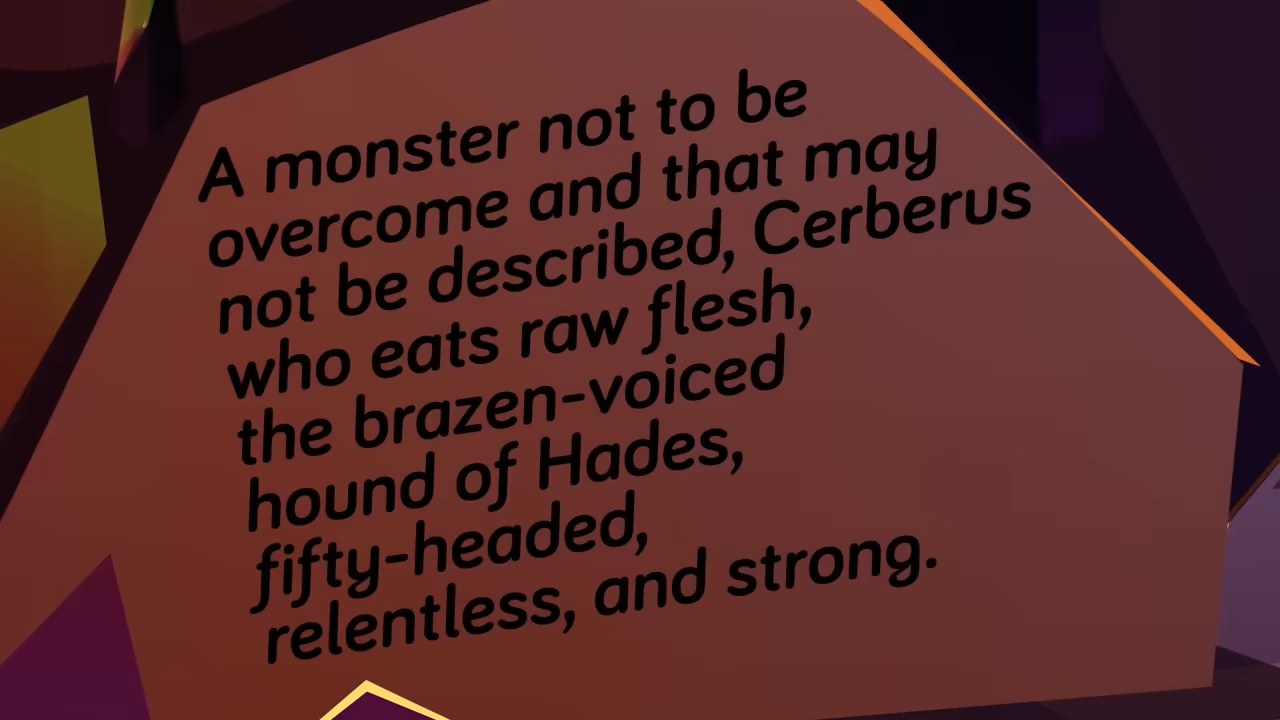 A monster not to be
overcome and that may
not be described, Cerberus
who eats raw flesh,
the brazen-voiced
hound of Hades,
fifty-headed,
relentless, and strong.